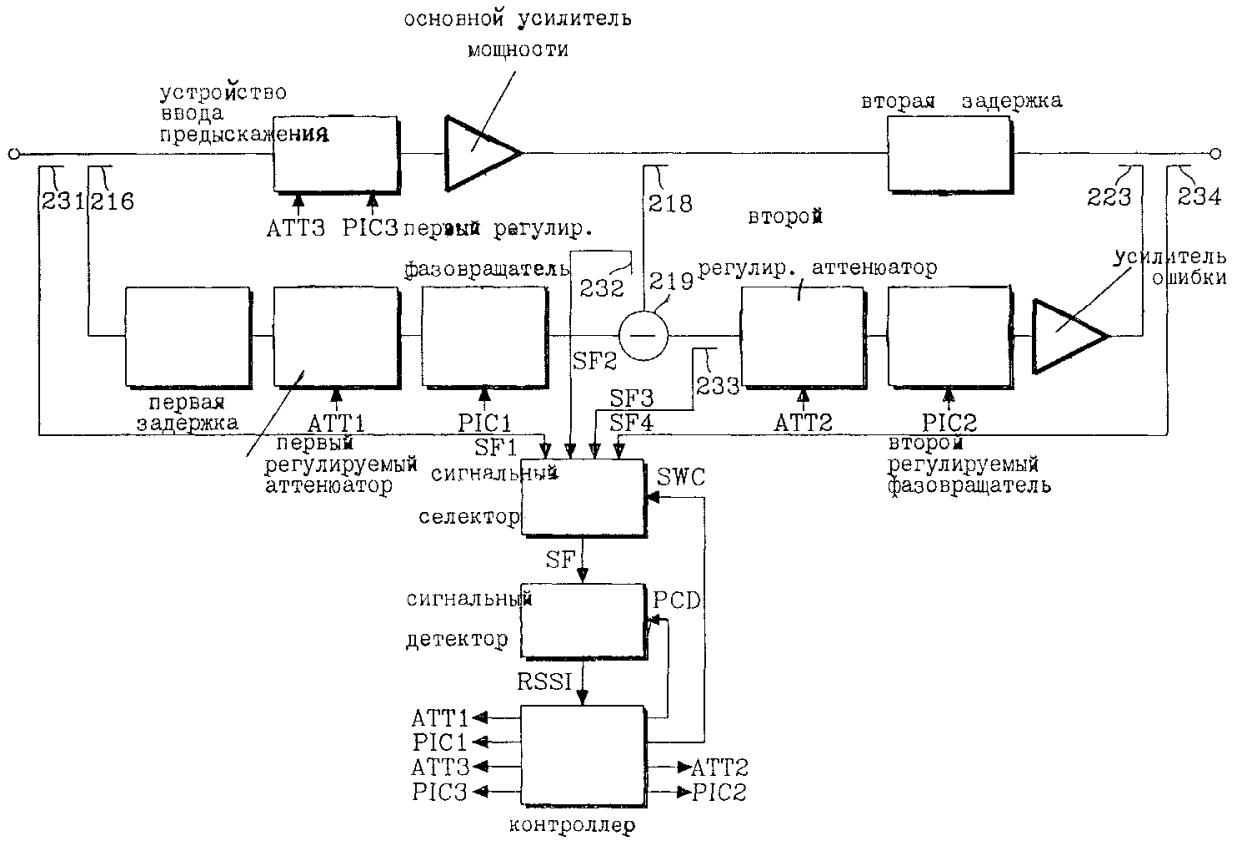 основной усилитель
мощности
устройство
ввода
предыскажения
вторая задержка
231 216
218
223 234
ATT3 PIC3 первый регулир.
второй
фазовращатель
232
219
регулир. аттенюатор
усилитель
ошибки
SF2
233
первая
задержка
ATT1
PIC1
SF3
SF4
ATT2
PIC2
первый
регулируемый
аттенюатор
SF1
второй
регулируемый
фазовращатель
сигнальный
селектор
SWC
SF
сигнальный
детектор
PCD
RSSI
ATT1
PIC1
ATT3
ATT2
PIC3
PIC2
контроллер